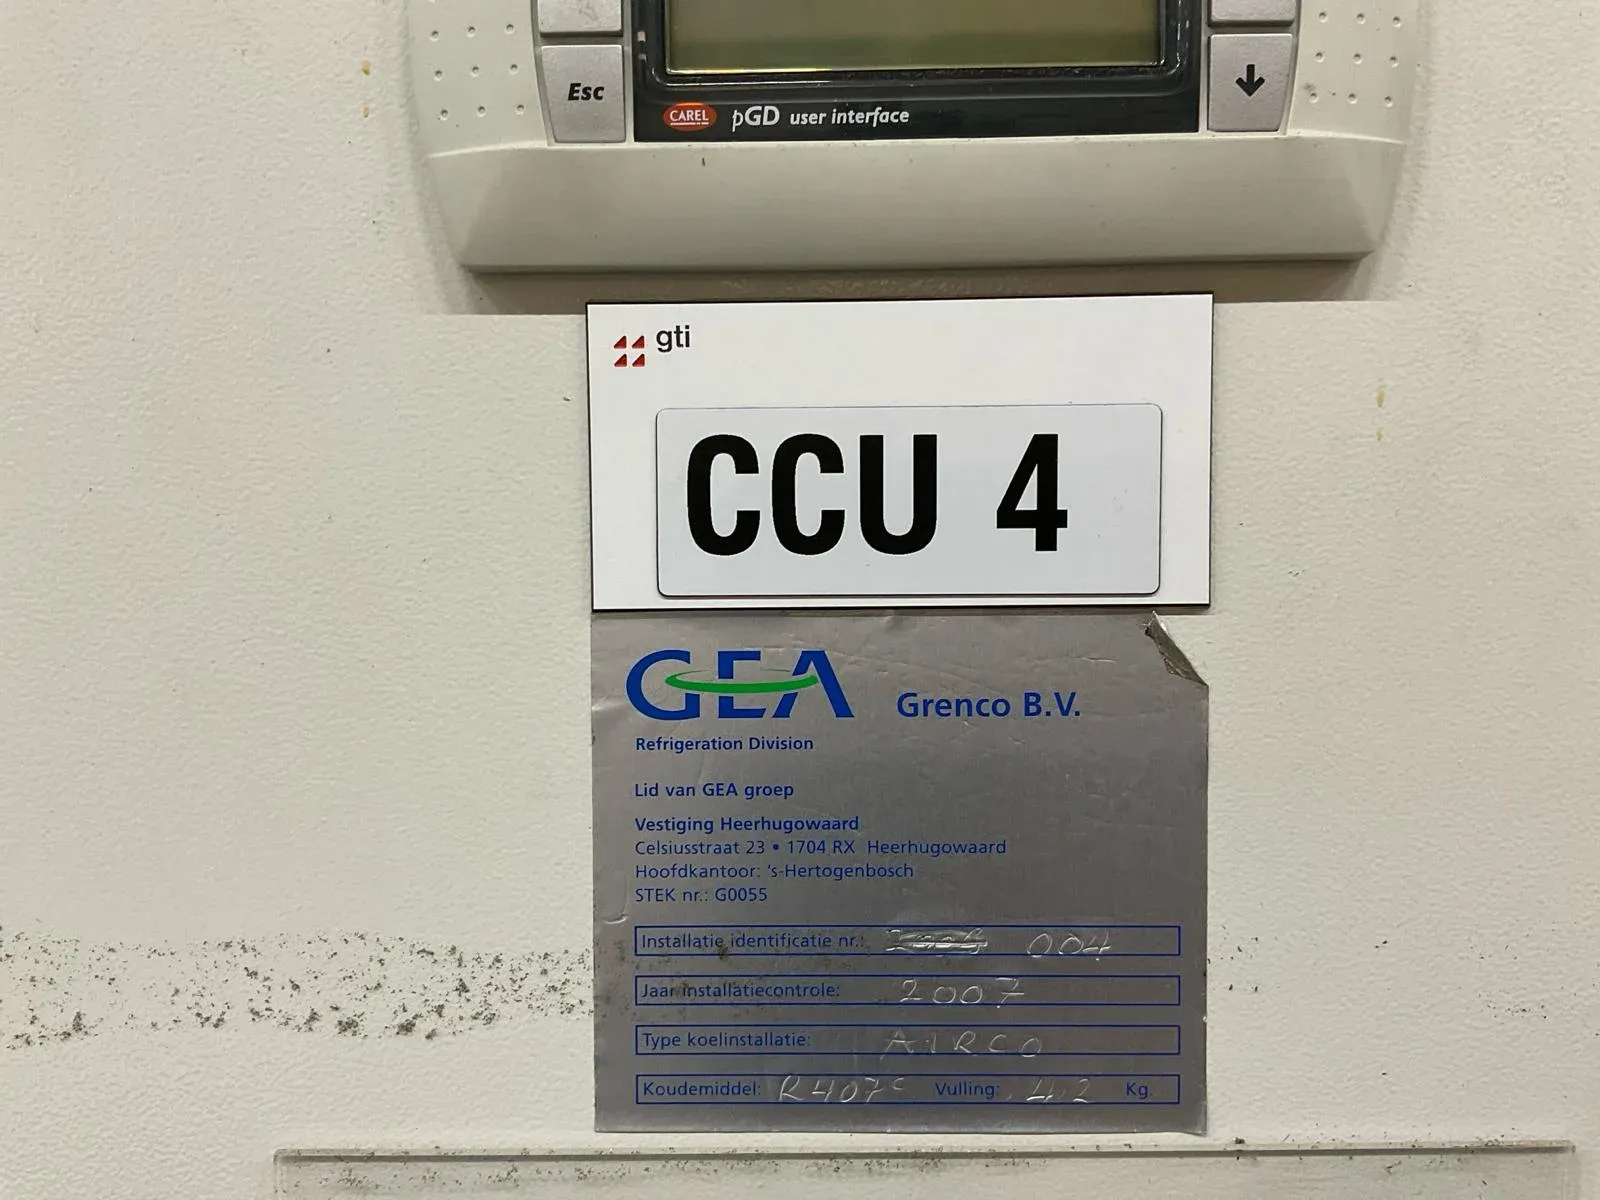 Esc
↓
CAREL pGD user interface
gti
CCU 4
GEA Grenco B.V.
Refrigeration Division
Lid van GEA groep
Vestiging Heerhugowaard
Celsiusstraat 23 • 1704 RX Heerhugowaard
Hoofdkantoor: 's-Hertogenbosch
STEK nr.: G0055
Installatie identificatie nr.: 004
Jaar installatiecontrole: 2007
Type koelinstallatie: AIRCO
Koudemiddel: R407C Vulling: 4.2 Kg.